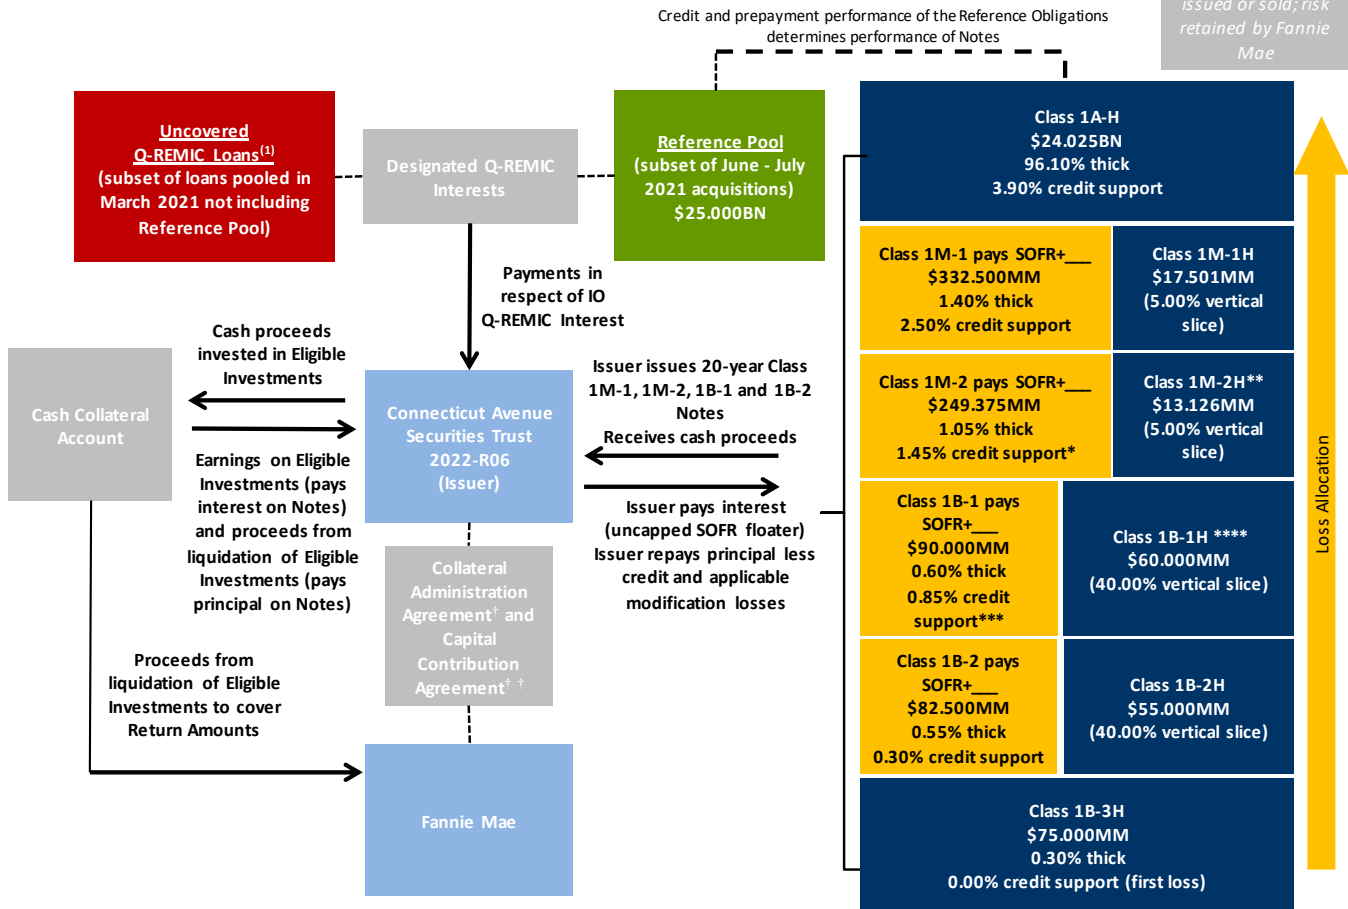 Credit and prepayment performance of the Reference Obligations
determines performance of Notes
issued or sold; risk
retained by Fannie
Mae
Uncovered
Q-REMIC Loans(1)
(subset of loans pooled in
March 2021 not including
Reference Pool)
Designated Q-REMIC
Interests
Reference Pool
(subset of June - July
2021 acquisitions)
$25.000BN
Payments in
respect of IO
Q-REMIC Interest
Cash proceeds
invested in Eligible
Investments
Cash Collateral
Account
Earnings on Eligible
Investments (pays
interest on Notes)
and proceeds from
liquidation of Eligible
Investments (pays
principal on Notes)
Connecticut Avenue
Securities Trust
2022-R06
(Issuer)
Issuer issues 20-year Class
1M-1, 1M-2, 1B-1 and 1B-2
Notes
Receives cash proceeds
Issuer pays interest
(uncapped SOFR floater)
Issuer repays principal less
credit and applicable
modification losses
Collateral
Administration
Agreement† and
Capital
Contribution
Agreement† †
Proceeds from
liquidation of Eligible
Investments to cover
Return Amounts
Fannie Mae
Class 1A-H
$24.025BN
96.10% thick
3.90% credit support
Class 1M-1 pays SOFR+___
$332.500MM
1.40% thick
2.50% credit support
Class 1M-1H
$17.501MM
(5.00% vertical
slice)
Class 1M-2 pays SOFR+___
$249.375MM
1.05% thick
1.45% credit support*
Class 1M-2H**
$13.126MM
(5.00% vertical
slice)
Class 1B-1 pays
SOFR+___
$90.000MM
0.60% thick
0.85% credit
support***
Class 1B-1H ****
$60.000MM
(40.00% vertical slice)
Class 1B-2 pays
SOFR+___
$82.500MM
0.55% thick
0.30% credit support
Class 1B-2H
$55.000MM
(40.00% vertical slice)
Class 1B-3H
$75.000MM
0.30% thick
0.00% credit support (first loss)
Loss Allocation